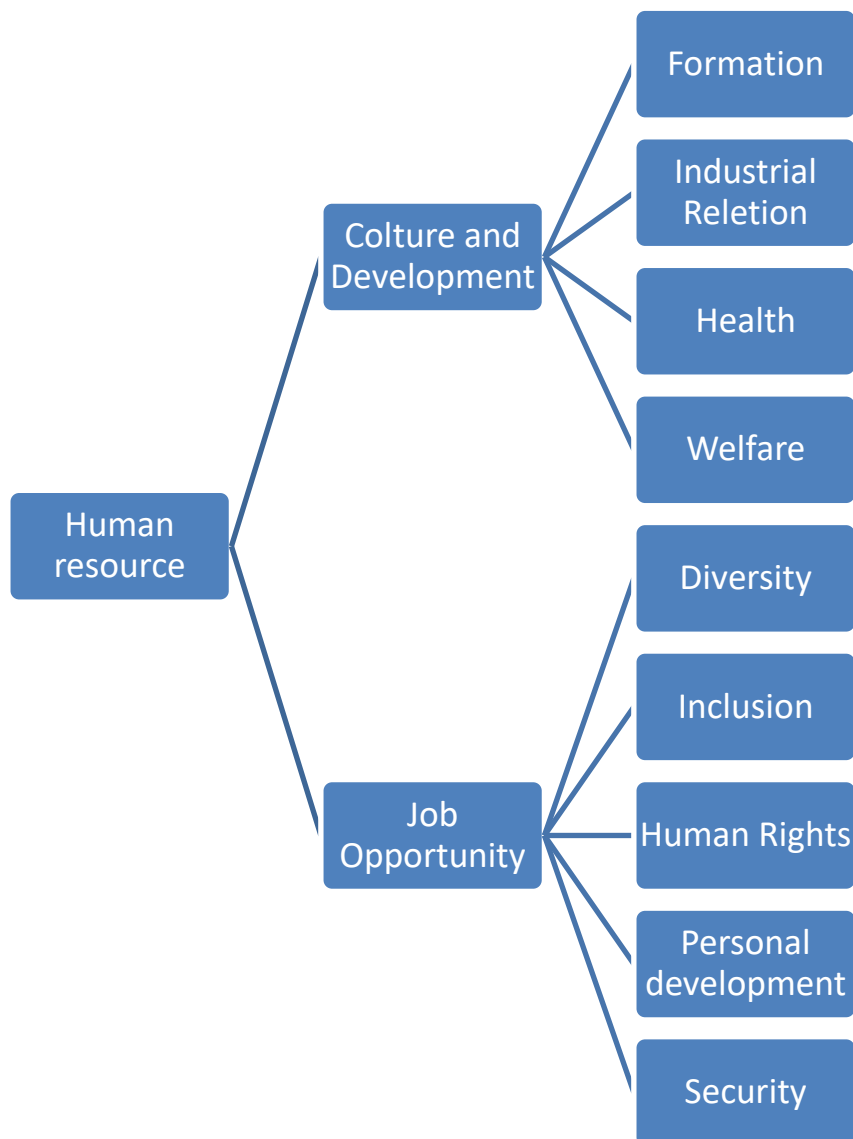 Formation
Industrial
Reletion
Colture and
Development
Health
Welfare
Human
resource
Diversity
Inclusion
Job
Opportunity
Human Rights
Personal
development
Security